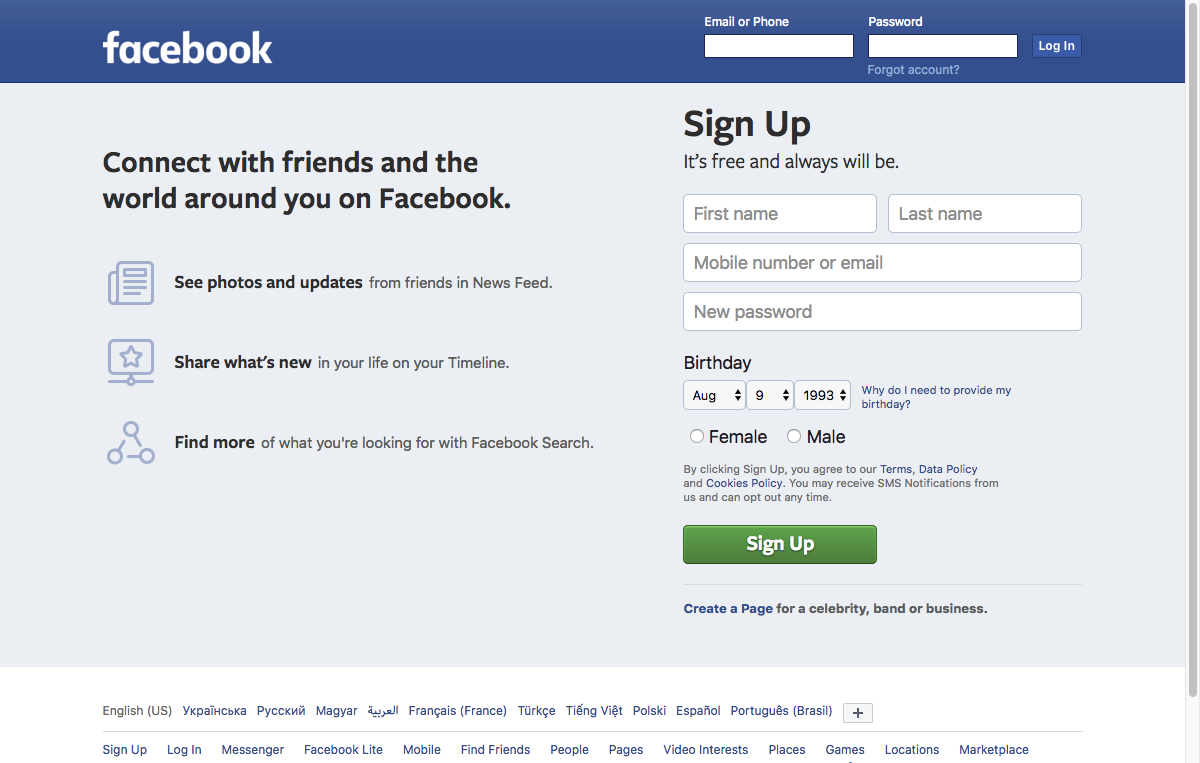 facebook
Email or Phone
Password
Log In
Forgot account?
Connect with friends and the
world around you on Facebook.
See photos and updates from friends in News Feed.
Share what's new in your life on your Timeline.
Find more of what you're looking for with Facebook Search.
Sign Up
It's free and always will be.
First name
Last name
Mobile number or email
New password
Birthday
Aug 9 1993
Why do I need to provide my
birthday?
Female Male
By clicking Sign Up, you agree to our Terms, Data Policy
and Cookies Policy. You may receive SMS Notifications from
us and can opt out any time.
Sign Up
Create a Page for a celebrity, band or business.
English (US) Українська Русский Magyar العربية Français (France) Türkçe Tiếng Việt Polski Español Português (Brasil) +
Sign Up Log In Messenger Facebook Lite Mobile Find Friends People Pages Video Interests Places Games Locations Marketplace